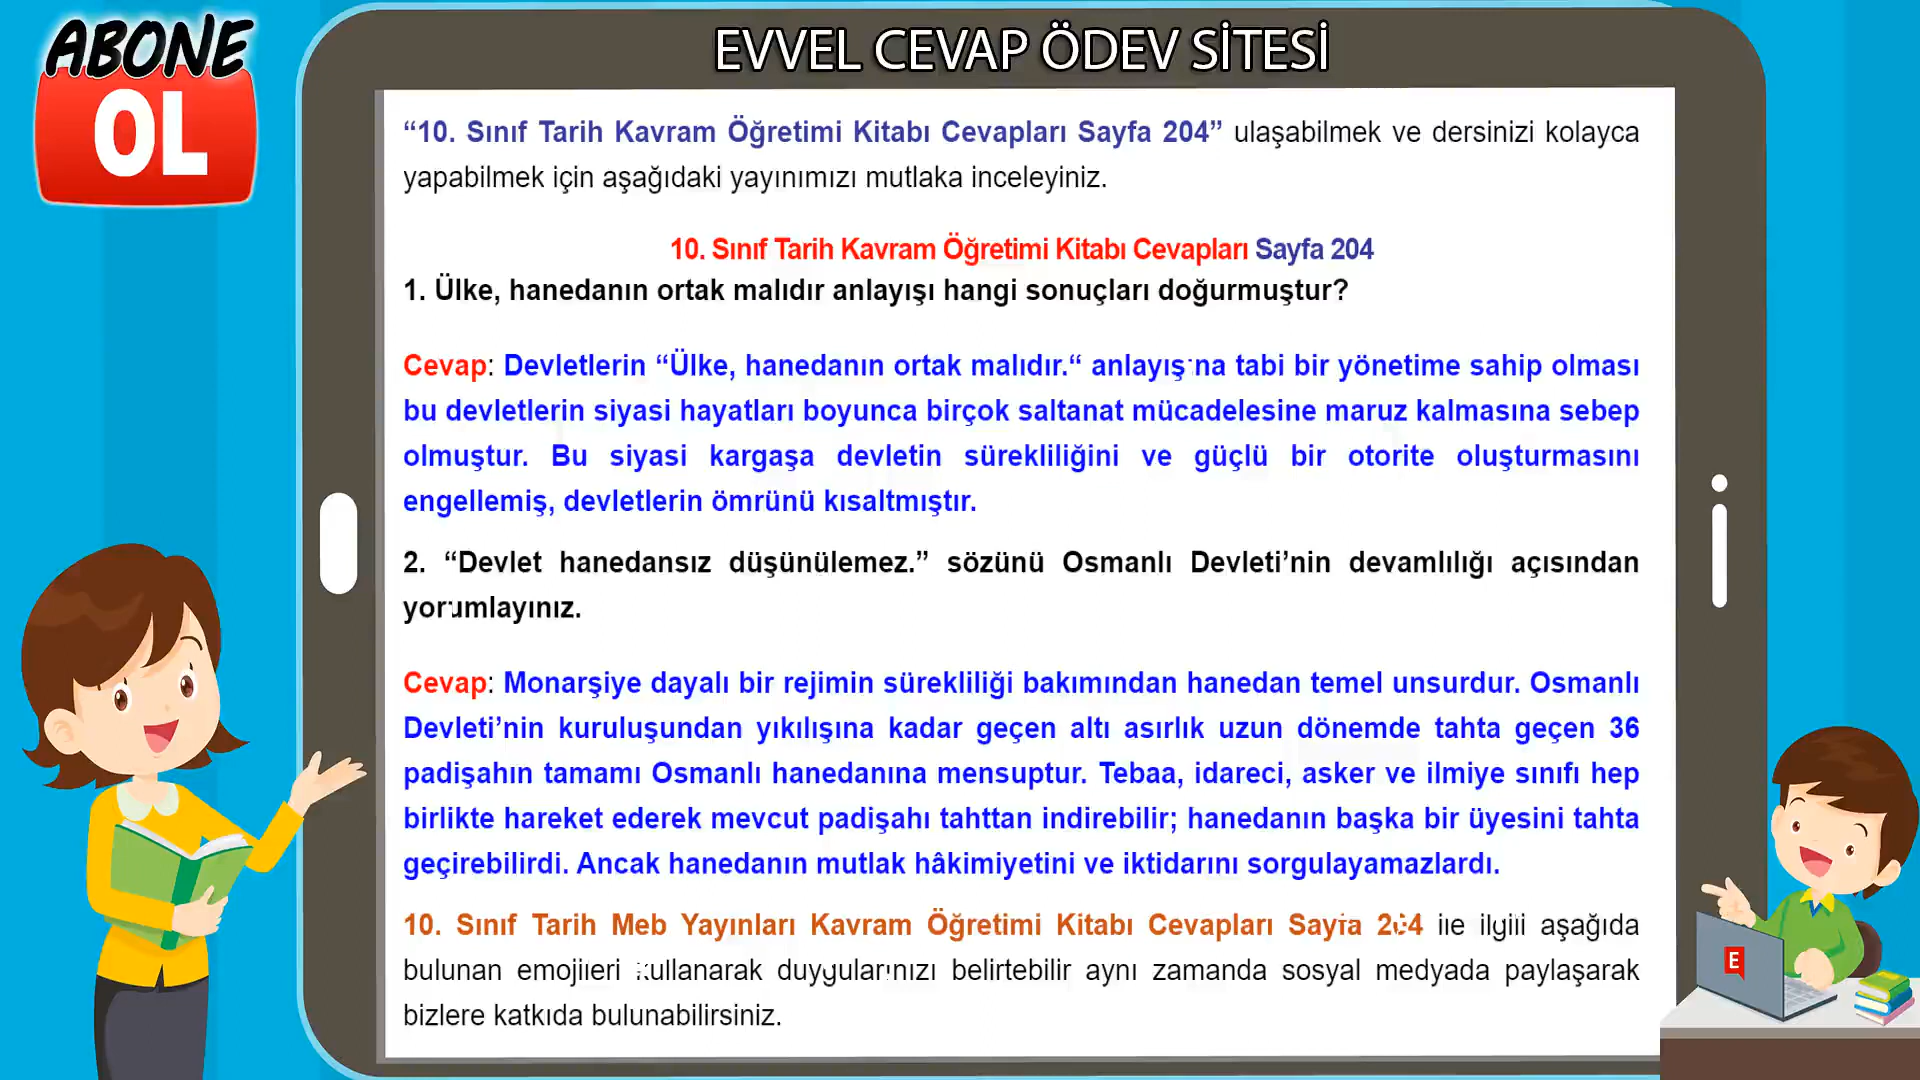 ABONE
OL
EVVEL CEVAP ÖDEV SİTESİ
“10. Sınıf Tarih Kavram Öğretimi Kitabı Cevapları Sayfa 204” ulaşabilmek ve dersinizi kolayca
yapabilmek için aşağıdaki yayınımızı mutlaka inceleyiniz.
10. Sınıf Tarih Kavram Öğretimi Kitabı Cevapları Sayfa 204
1. Ülke, hanedanın ortak malıdır anlayışı hangi sonuçları doğurmuştur?
Cevap: Devletlerin “Ülke, hanedanın ortak malıdır.“ anlayışına tabi bir yönetime sahip olması
bu devletlerin siyasi hayatları boyunca birçok saltanat mücadelesine maruz kalmasına sebep
olmuştur. Bu siyasi kargaşa devletin sürekliliğini ve güçlü bir otorite oluşturmasını
engellemiş, devletlerin ömrünü kısaltmıştır.
2. “Devlet hanedansız düşünülemez.” sözünü Osmanlı Devleti’nin devamlılığı açısından
yorumlayınız.
Cevap: Monarşiye dayalı bir rejimin sürekliliği bakımından hanedan temel unsurdur. Osmanlı
Devleti’nin kuruluşundan yıkılışına kadar geçen altı asırlık uzun dönemde tahta geçen 36
padişahın tamamı Osmanlı hanedanına mensuptur. Tebaa, idareci, asker ve ilmiye sınıfı hep
birlikte hareket ederek mevcut padişahı tahttan indirebilir; hanedanın başka bir üyesini tahta
geçirebilirdi. Ancak hanedanın mutlak hâkimiyetini ve iktidarını sorgulayamazlardı.
10. Sınıf Tarih Meb Yayınları Kavram Öğretimi Kitabı Cevapları Sayfa 204 ile ilgili aşağıda
bulunan emojileri kullanarak duygularınızı belirtebilir aynı zamanda sosyal medyada paylaşarak
bizlere katkıda bulunabilirsiniz.
E